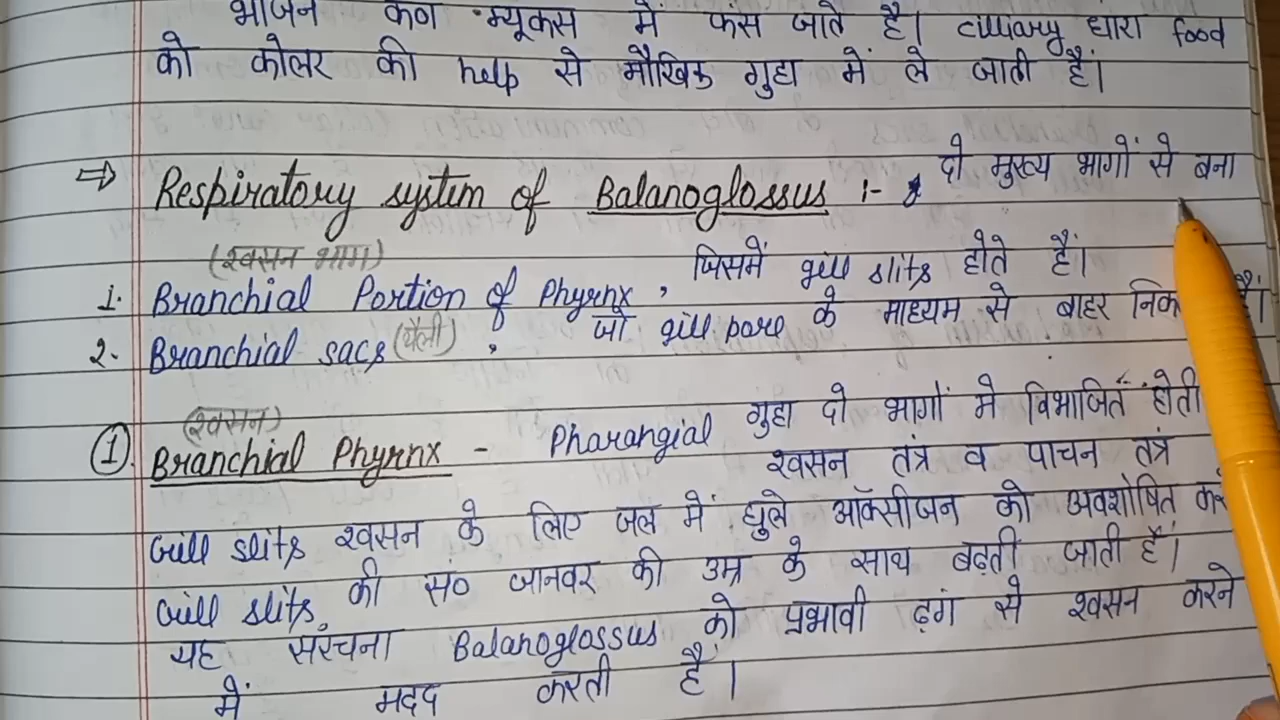 भोजन कण म्यूकस में फंस जाते है। cilliary धारा food
को कोलर की help से मौखिक गुहा में ले जाती है।
⇒ Respiratory system of Balanoglossus :- दो मुख्य भागों से बना
(श्वसन भाग)
1. Branchial Portion of Phyrnx, जिसमें gill slits होते हैं।
2. Branchial sacs (थैली), जो gill pore के माध्यम से बाहर है।
(श्वसन)
① Branchial Phyrnx - Pharangial गुहा दो भागों मे विभाजित होती
श्वसन तंत्र व पाचन तंत्र
Gill slits श्वसन के लिए जल में घुले ऑक्सीजन को अवशोषित
Gill slits की सं० जानवर की उम्र के साथ बढ़ती जाती है।
यह संरचना Balanoglossus को प्रभावी ढ़ंग से श्वसन करने
में मदद करती है।